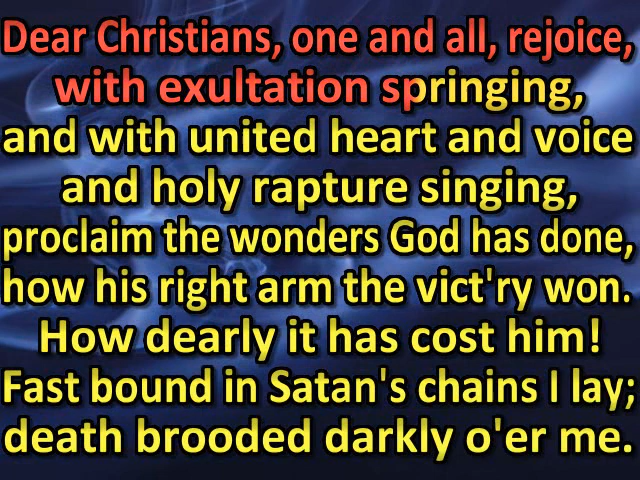 Dear Christians, one and all, rejoice,
with exultation springing,
and with united heart and voice
and holy rapture singing,
proclaim the wonders God has done,
how his right arm the vict'ry won.
How dearly it has cost him!
Fast bound in Satan's chains I lay;
death brooded darkly o'er me.